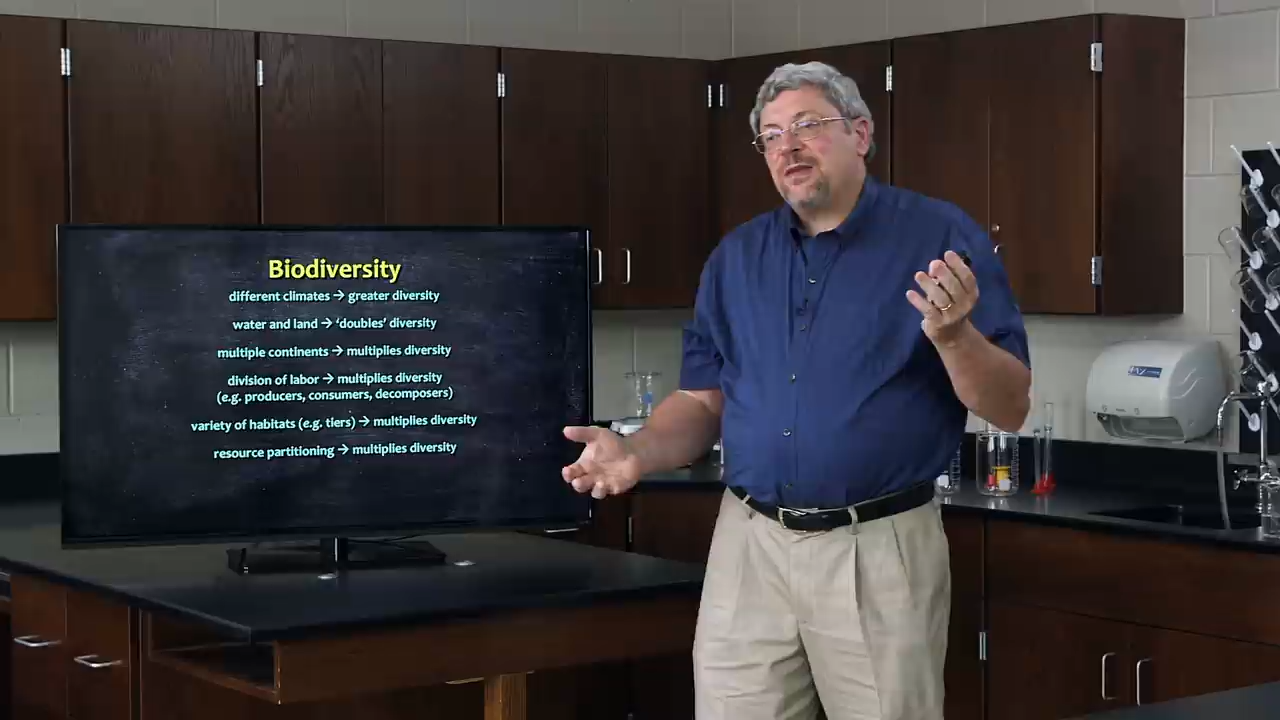 Biodiversity
different climates → greater diversity
water and land → ‘doubles’ diversity
multiple continents → multiplies diversity
division of labor → multiplies diversity
(e.g. producers, consumers, decomposers)
variety of habitats (e.g. tiers) → multiplies diversity
resource partitioning → multiplies diversity